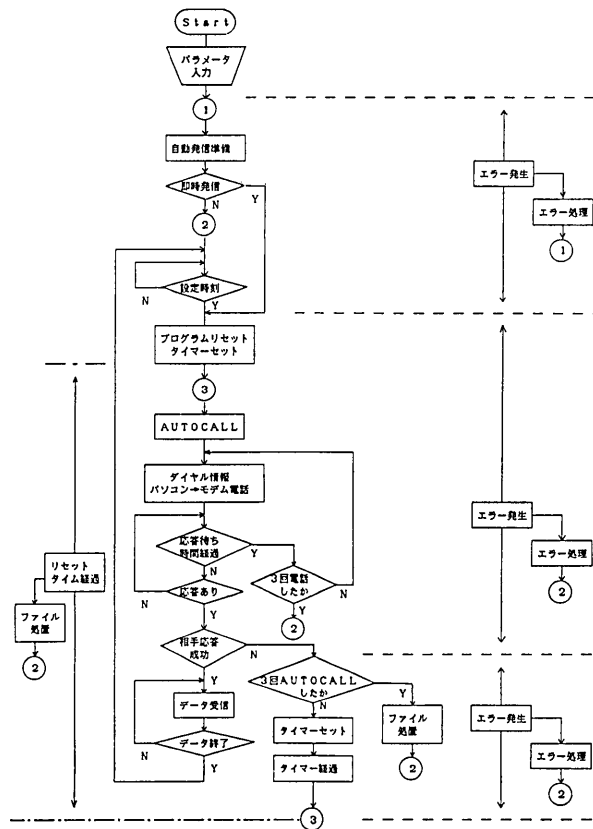 Start
パラメータ
入力
1
自動発信準備
即時発信
N
Y
2
設定時刻
N
Y
プログラムリセット
タイマーセット
3
AUTOCALL
ダイヤル情報
パソコン→モデム電話
応答待ち
時間経過
Y
N
3回電話
したか
N
Y
2
応答あり
N
Y
相手応答
成功
N
Y
3回AUTOCALL
したか
Y
N
データ受信
データ終了
N
Y
タイマーセット
タイマー経過
3
ファイル
処置
2
リセット
タイム経過
ファイル
処置
2
エラー発生
エラー処理
1
エラー発生
エラー処理
2
エラー発生
エラー処理
2